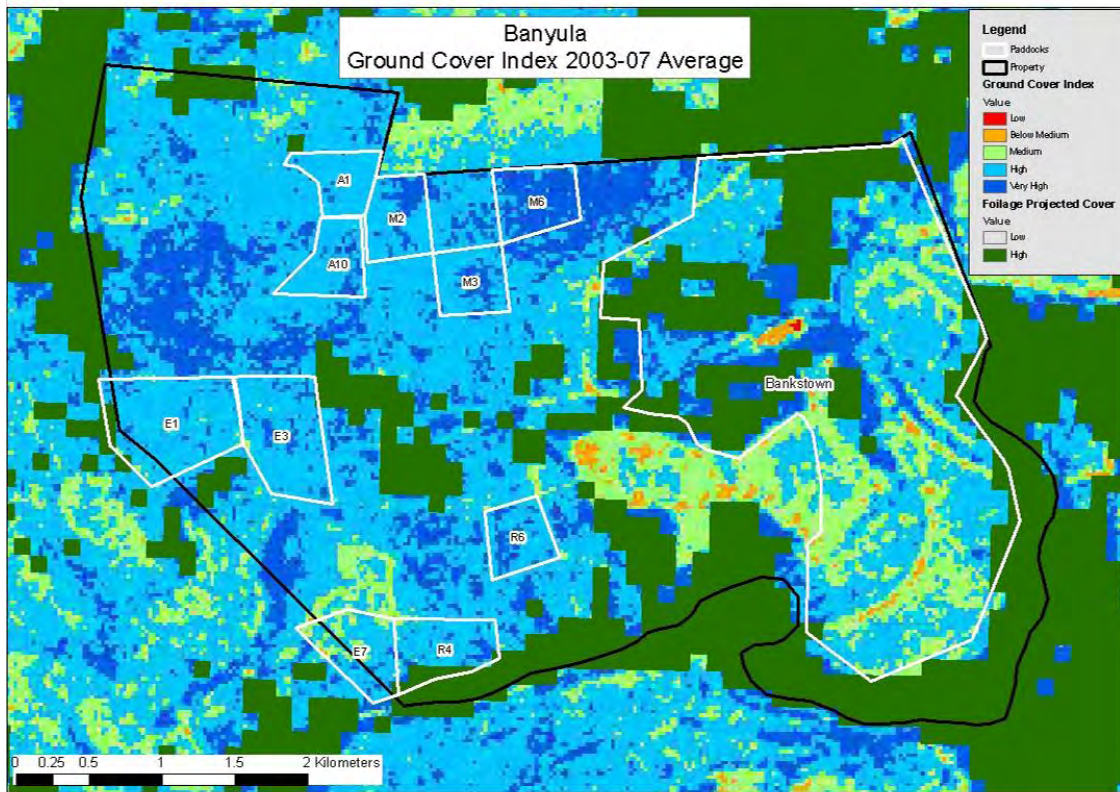 Banyula
Ground Cover Index 2003-07 Average
Legend
Paddocks
Property
Ground Cover Index
Value
Low
Below Medium
Medium
High
Very High
Foilage Projected Cover
Value
Low
High
A1
M2
M6
A10
M3
Bankstown
E1
E3
R6
E7
R4
0 0.25 0.5 1 1.5 2 Kilometers